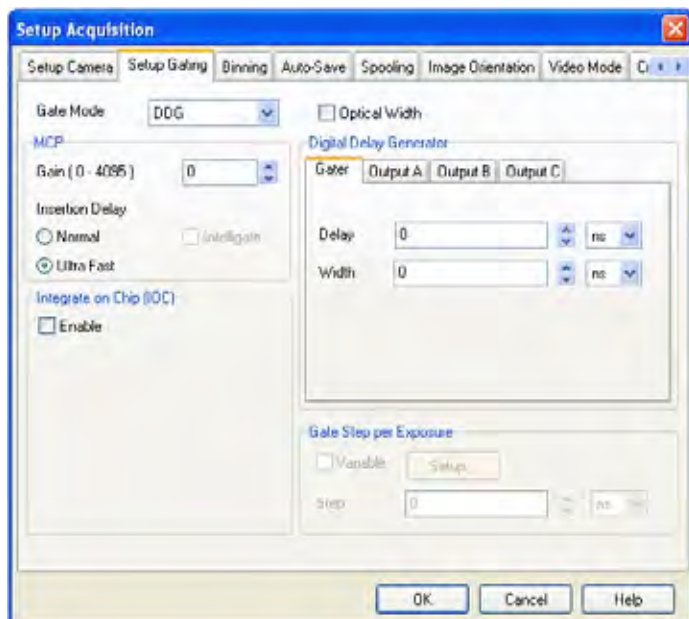 Setup Acquisition
Setup Camera Setup Gating Binning Auto-Save Spooling Image Orientation Video Mode
Gate Mode DDG
Optical Width
MCP
Gain ( 0 - 4095 ) 0
Insertion Delay
Normal Intelligate
Ultra Fast
Integrate on Chip (IOC)
Enable
Digital Delay Generator
Gater Output A Output B Output C
Delay 0 ns
Width 0 ns
Gate Step per Exposure
Variable Setup...
Step 0 ns
OK Cancel Help